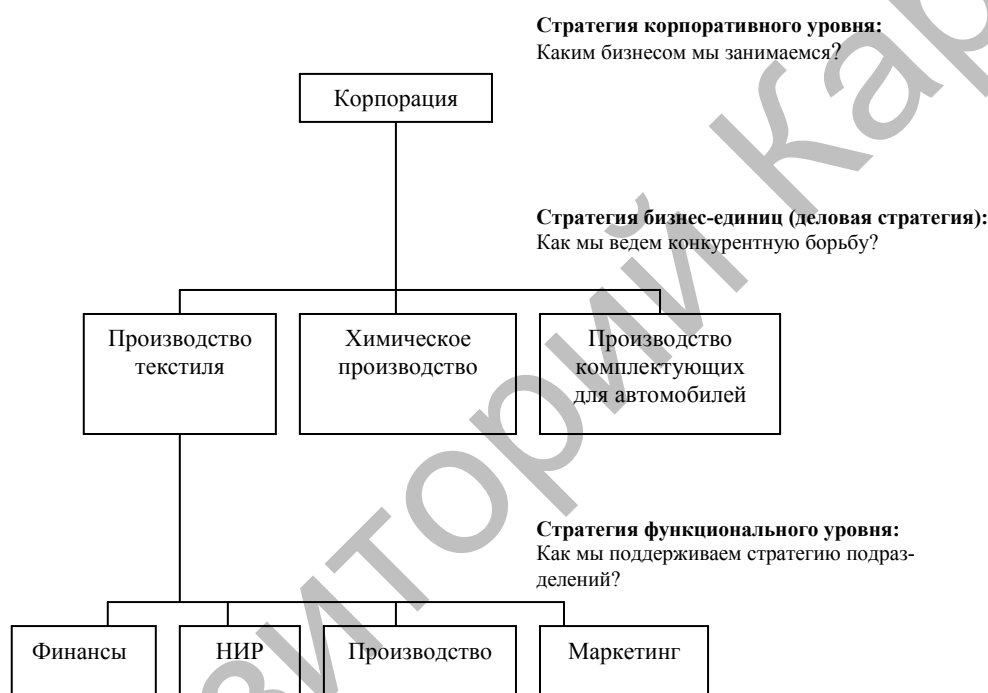 Стратегия корпоративного уровня:
Каким бизнесом мы занимаемся?
Корпорация
Стратегия бизнес-единиц (деловая стратегия):
Как мы ведем конкурентную борьбу?
Производство
текстиля
Химическое
производство
Производство
комплектующих
для автомобилей
Стратегия функционального уровня:
Как мы поддерживаем стратегию подраз-
делений?
Финансы
НИР
Производство
Маркетинг